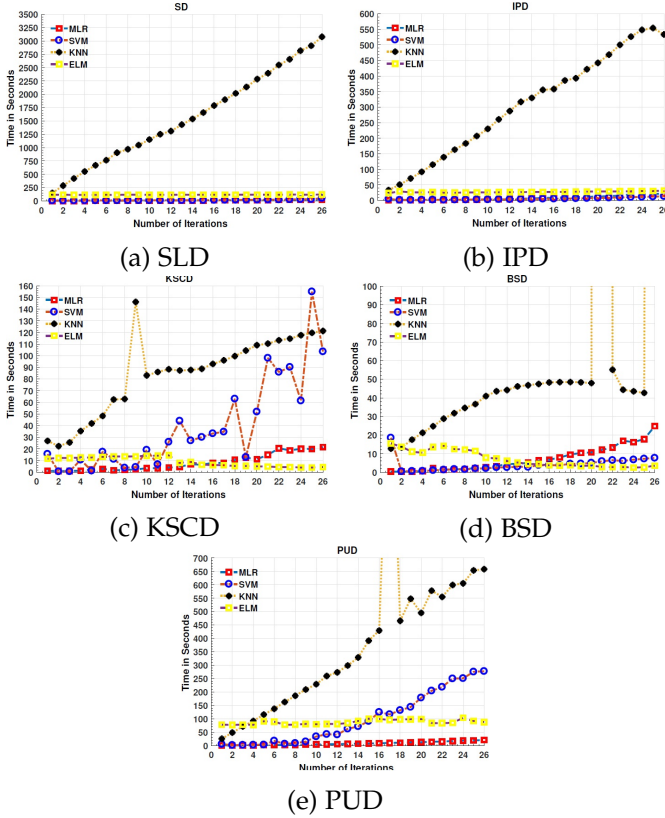 SD
3500
3250
3000
2750
2500
2250
2000
1750
1500
1250
1000
750
500
250
0
Time in Seconds
MLR
SVM
KNN
ELM
0 2 4 6 8 10 12 14 16 18 20 22 24 26
Number of Iterations
(a) SLD
IPD
600
550
500
450
400
350
300
250
200
150
100
50
0
Time in Seconds
MLR
SVM
KNN
ELM
0 2 4 6 8 10 12 14 16 18 20 22 24
Number of Iterations
(b) IPD
KSCD
160
150
140
130
120
110
100
90
80
70
60
50
40
30
20
10
0
Time in Seconds
MLR
SVM
KNN
ELM
0 2 4 6 8 10 12 14 16 18 20 22 24 26
Number of Iterations
(c) KSCD
BSD
100
90
80
70
60
50
40
30
20
10
0
Time in Seconds
MLR
SVM
KNN
ELM
0 2 4 6 8 10 12 14 16 18 20 22 24 26
Number of Iterations
(d) BSD
PUD
700
650
600
550
500
450
400
350
300
250
200
150
100
50
0
Time in Seconds
MLR
SVM
KNN
ELM
0 2 4 6 8 10 12 14 16 18 20 22 24 26
Number of Iterations
(e) PUD